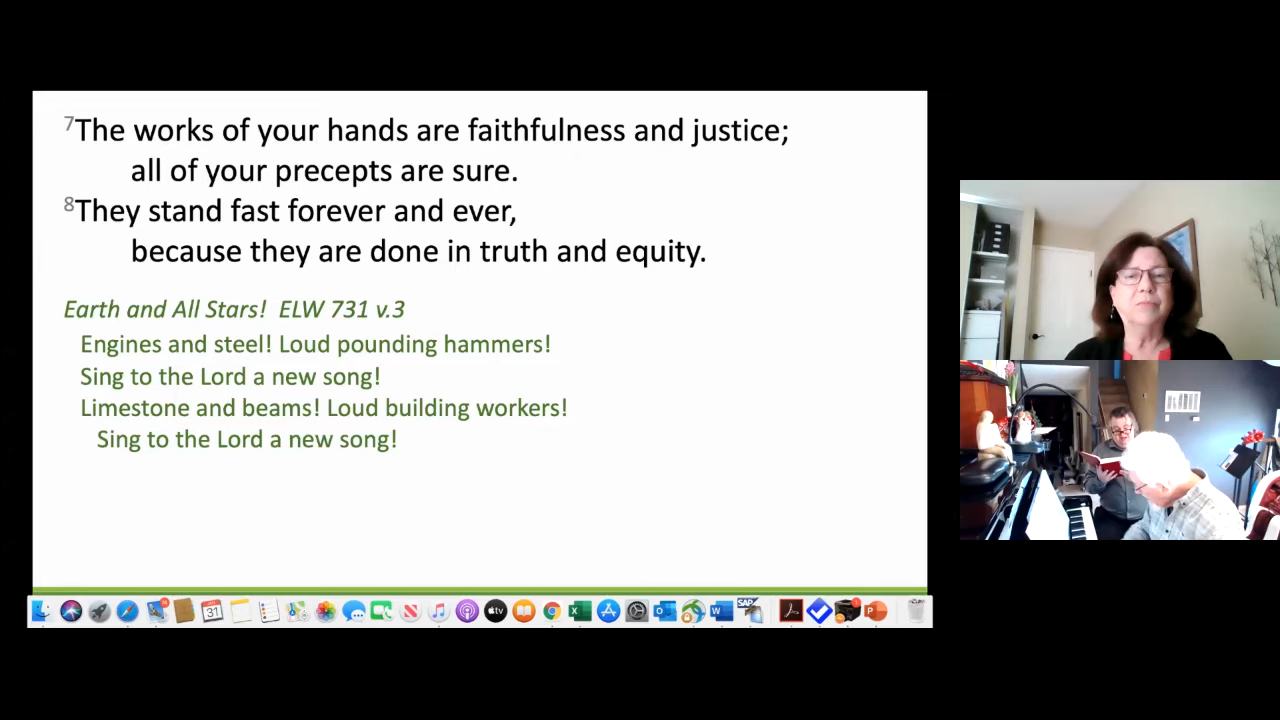 ⁷The works of your hands are faithfulness and justice;
all of your precepts are sure.
⁸They stand fast forever and ever,
because they are done in truth and equity.
Earth and All Stars! ELW 731 v.3
Engines and steel! Loud pounding hammers!
Sing to the Lord a new song!
Limestone and beams! Loud building workers!
Sing to the Lord a new song!
31
tv
SAP